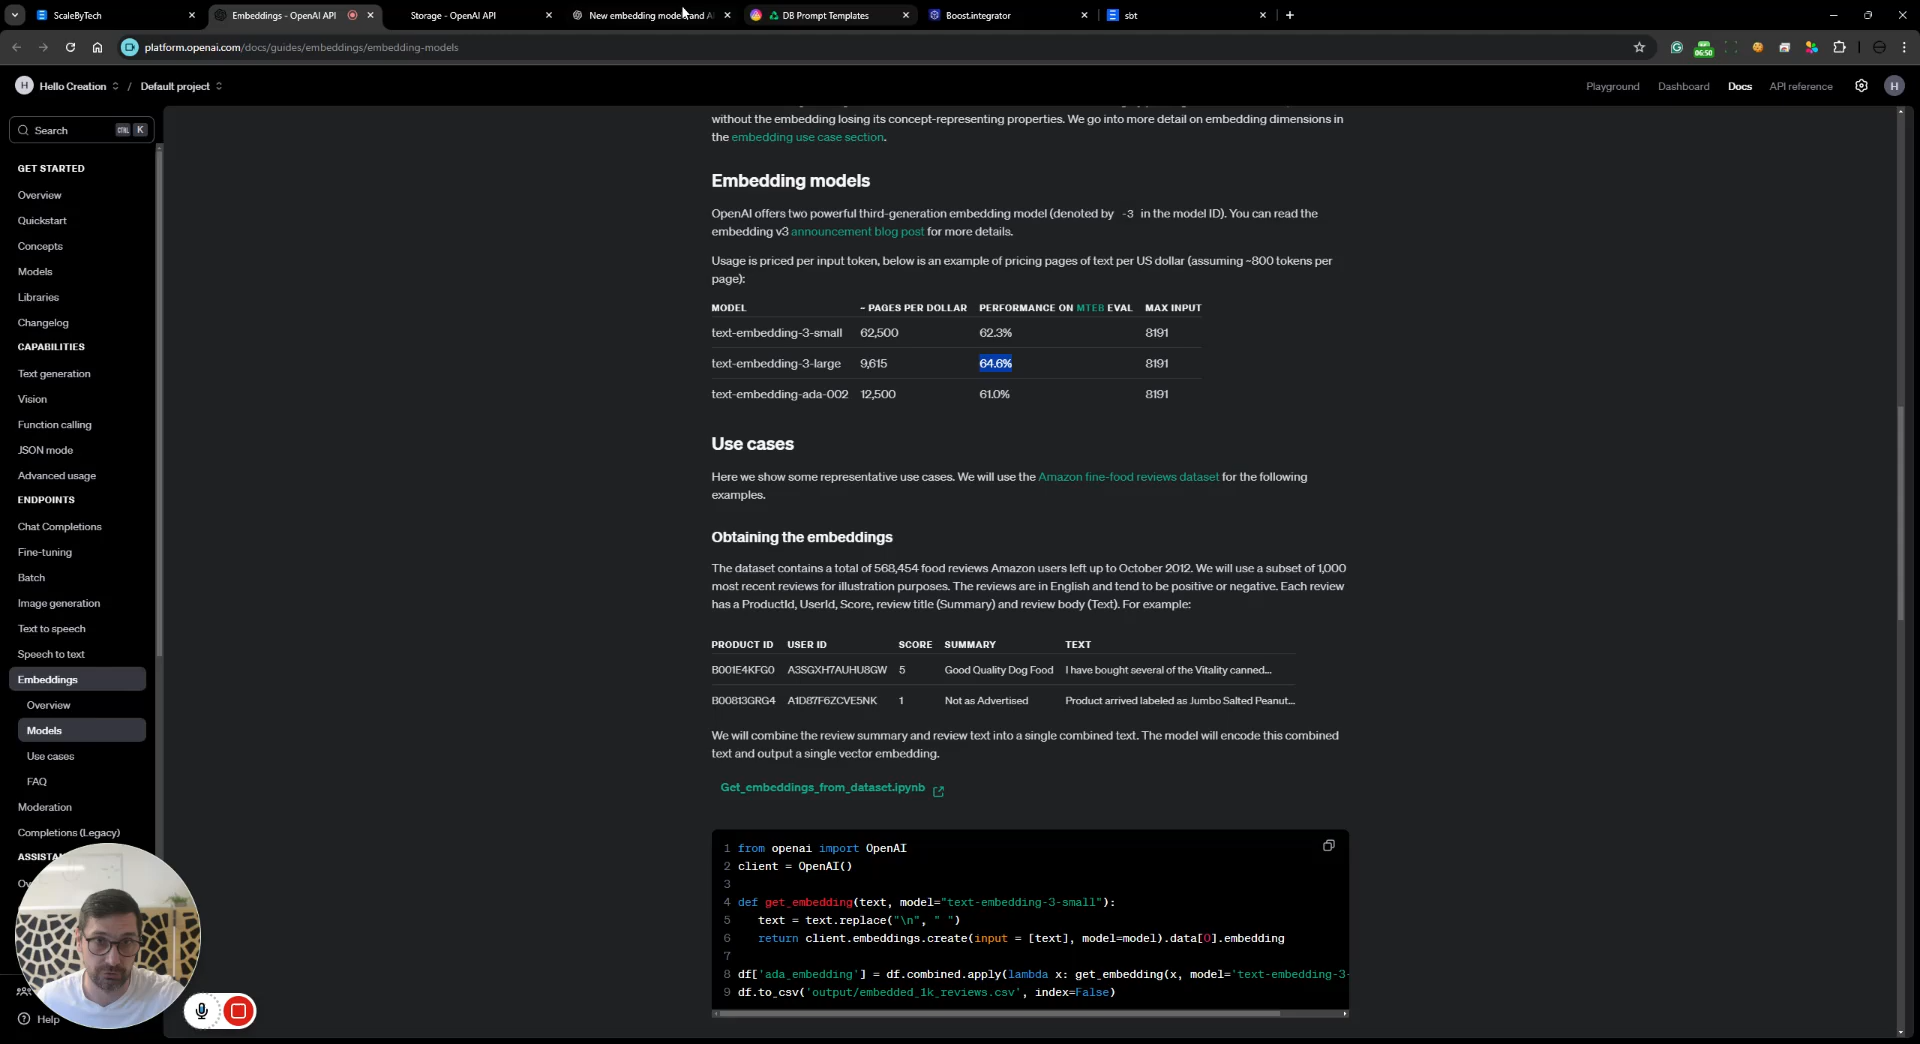 ScaleByTech
Embeddings - OpenAI API
Storage - OpenAI API
New embedding models and A
DB Prompt Templates
Boost.integrator
sbt
platform.openai.com/docs/guides/embeddings/embedding-models
06:50
H Hello Creation / Default project
Playground Dashboard Docs API reference H
Search CTRL K
GET STARTED
Overview
Quickstart
Concepts
Models
Libraries
Changelog
CAPABILITIES
Text generation
Vision
Function calling
JSON mode
Advanced usage
ENDPOINTS
Chat Completions
Fine-tuning
Batch
Image generation
Text to speech
Speech to text
Embeddings
Overview
Models
Use cases
FAQ
Moderation
Completions (Legacy)
ASSISTA
Ov
Help
without the embedding losing its concept-representing properties. We go into more detail on embedding dimensions in
the embedding use case section.
Embedding models
OpenAI offers two powerful third-generation embedding model (denoted by -3 in the model ID). You can read the
embedding v3 announcement blog post for more details.
Usage is priced per input token, below is an example of pricing pages of text per US dollar (assuming ~800 tokens per
page):
MODEL ~ PAGES PER DOLLAR PERFORMANCE ON MTEB EVAL MAX INPUT
text-embedding-3-small 62,500 62.3% 8191
text-embedding-3-large 9,615 64.6% 8191
text-embedding-ada-002 12,500 61.0% 8191
Use cases
Here we show some representative use cases. We will use the Amazon fine-food reviews dataset for the following
examples.
Obtaining the embeddings
The dataset contains a total of 568,454 food reviews Amazon users left up to October 2012. We will use a subset of 1,000
most recent reviews for illustration purposes. The reviews are in English and tend to be positive or negative. Each review
has a ProductId, UserId, Score, review title (Summary) and review body (Text). For example:
PRODUCT ID USER ID SCORE SUMMARY TEXT
B001E4KFG0 A3SGXH7AUHU8GW 5 Good Quality Dog Food I have bought several of the Vitality canned...
B00813GRG4 A1D87F6ZCVE5NK 1 Not as Advertised Product arrived labeled as Jumbo Salted Peanut...
We will combine the review summary and review text into a single combined text. The model will encode this combined
text and output a single vector embedding.
Get_embeddings_from_dataset.ipynb
1 from openai import OpenAI
2 client = OpenAI()
3
4 def get_embedding(text, model="text-embedding-3-small"):
5 text = text.replace("\n", " ")
6 return client.embeddings.create(input = [text], model=model).data[0].embedding
7
8 df['ada_embedding'] = df.combined.apply(lambda x: get_embedding(x, model='text-embedding-3-
9 df.to_csv('output/embedded_1k_reviews.csv', index=False)